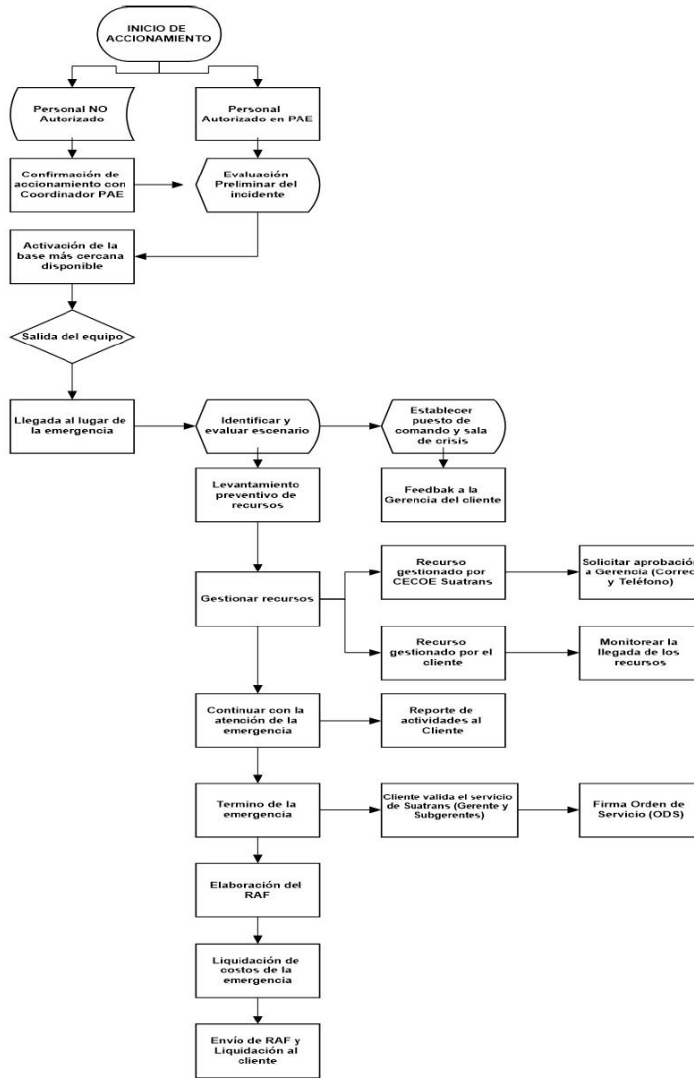 INICIO DE
ACCIONAMIENTO
Personal NO
Autorizado
Personal
Autorizado en PAE
Confirmación de
accionamiento con
Coordinador PAE
Evaluación
Preliminar del
incidente
Activación de la
base más cercana
disponible
Salida del equipo
Llegada al lugar de
la emergencia
Identificar y
evaluar escenario
Establecer
puesto de
comando y sala
de crisis
Levantamiento
preventivo de
recursos
Feedbak a la
Gerencia del cliente
Gestionar recursos
Recurso
gestionado por
CECOE Suatrans
Solicitar aprobación
a Gerencia (Correo
y Teléfono)
Recurso
gestionado por el
cliente
Monitorear la
llegada de los
recursos
Continuar con la
atención de la
emergencia
Reporte de
actividades al
Cliente
Termino de la
emergencia
Cliente valida el servicio
de Suatrans (Gerente y
Subgerentes)
Firma Orden de
Servicio (ODS)
Elaboración del
RAF
Liquidación de
costos de la
emergencia
Envío de RAF y
Liquidación al
cliente